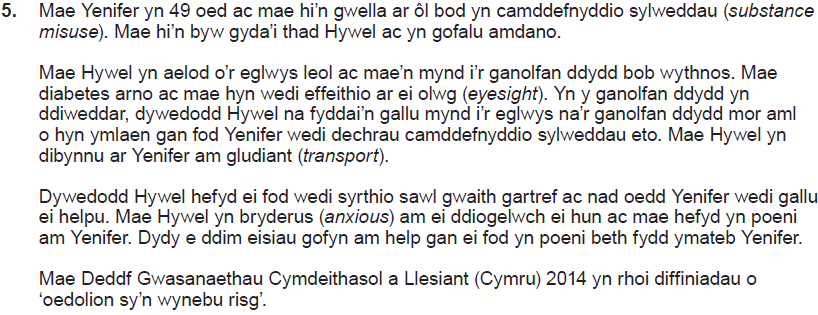 5. Mae Yenifer yn 49 oed ac mae hi'n gwella ar ôl bod yn camddefnyddio sylweddau (substance
misuse). Mae hi'n byw gyda'i thad Hywel ac yn gofalu amdano.
Mae Hywel yn aelod o'r eglwys leol ac mae'n mynd i'r ganolfan ddydd bob wythnos. Mae
diabetes arno ac mae hyn wedi effeithio ar ei olwg (eyesight). Yn y ganolfan ddydd yn
ddiweddar, dywedodd Hywel na fyddai'n gallu mynd i'r eglwys na'r ganolfan ddydd mor aml
o hyn ymlaen gan fod Yenifer wedi dechrau camddefnyddio sylweddau eto. Mae Hywel yn
dibynnu ar Yenifer am gludiant (transport).
Dywedodd Hywel hefyd ei fod wedi syrthio sawl gwaith gartref ac nad oedd Yenifer wedi gallu
ei helpu. Mae Hywel yn bryderus (anxious) am ei ddiogelwch ei hun ac mae hefyd yn poeni
am Yenifer. Dydy e ddim eisiau gofyn am help gan ei fod yn poeni beth fydd ymateb Yenifer.
Mae Deddf Gwasanaethau Cymdeithasol a Llesiant (Cymru) 2014 yn rhoi diffiniadau o
'oedolion sy'n wynebu risg'.